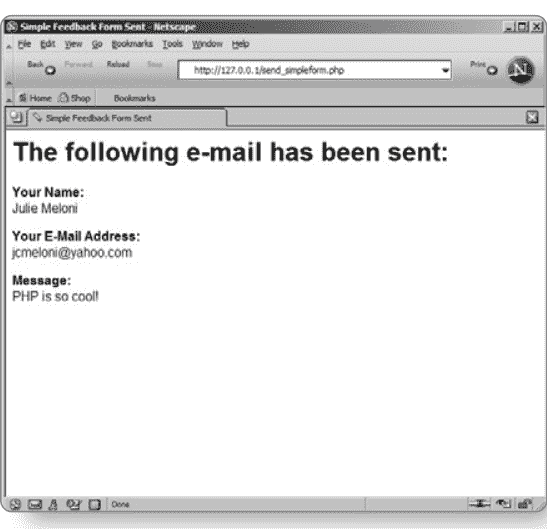 Simple Feedback Form Sent - Netscape
File Edit View Go Bookmarks Tools Window Help
Back Forward Reload Stop http://127.0.0.1/send_simpleform.php Print N
Home Shop Bookmarks
Simple Feedback Form Sent
The following e-mail has been sent:
Your Name:
Julie Meloni
Your E-Mail Address:
jcmeloni@yahoo.com
Message:
PHP is so cool!
Done